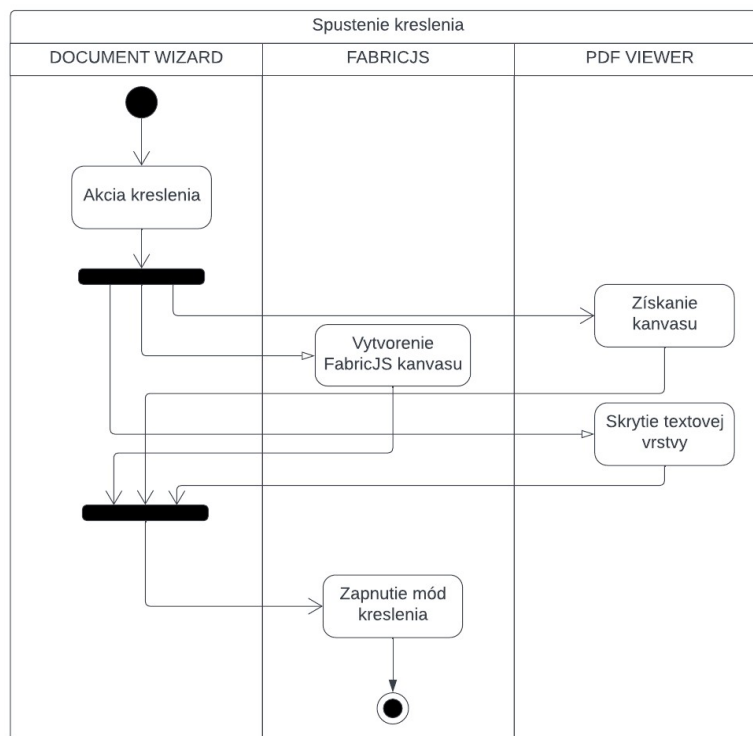 Spustenie kreslenia
DOCUMENT WIZARD
FABRICJS
PDF VIEWER
Akcia kreslenia
Získanie
kanvasu
Vytvorenie
FabricJS kanvasu
Skrytie textovej
vrstvy
Zapnutie mód
kreslenia